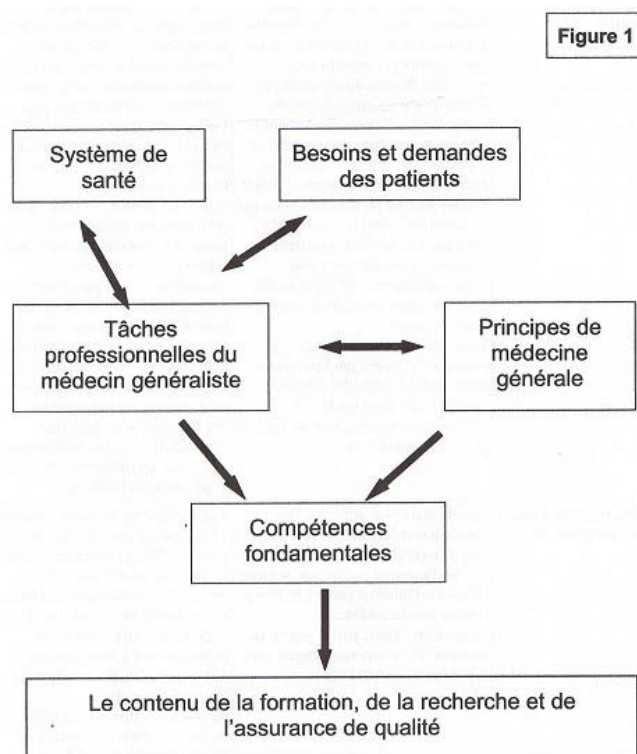 Figure 1
Système de
santé
Besoins et demandes
des patients
Tâches
professionnelles du
médecin généraliste
Principes de
médecine
générale
Compétences
fondamentales
Le contenu de la formation, de la recherche et de
l'assurance de qualité